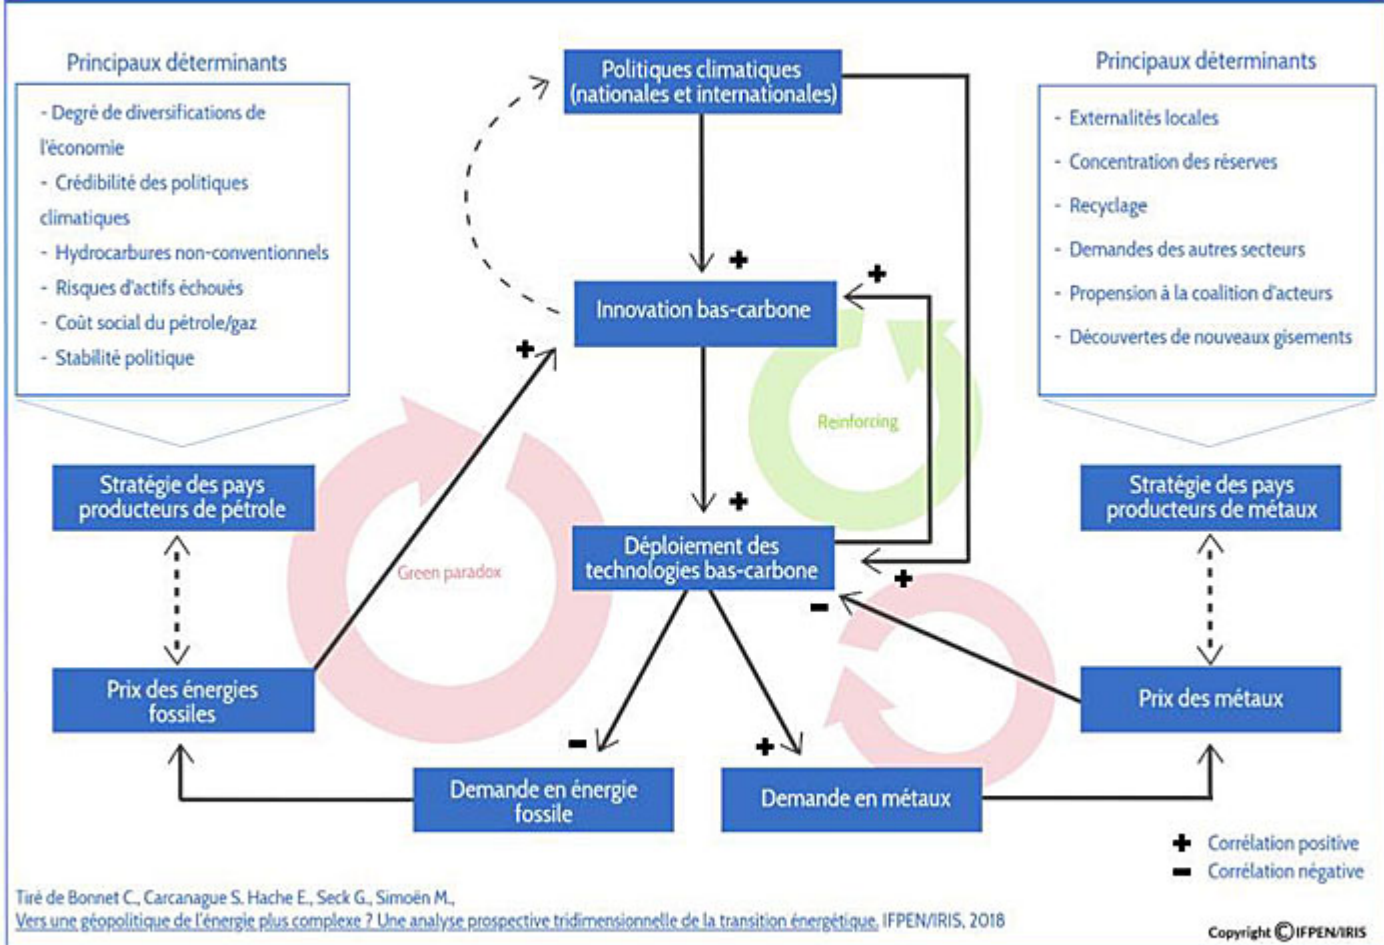 Principaux déterminants
- Degré de diversifications de
l'économie
- Crédibilité des politiques
climatiques
- Hydrocarbures non-conventionnels
- Risques d'actifs échoués
- Coût social du pétrole/gaz
- Stabilité politique
Stratégie des pays
producteurs de pétrole
Prix des énergies
fossiles
Green paradox
Politiques climatiques
(nationales et internationales)
+
Innovation bas-carbone
+
+
+
Déploiement des
technologies bas-carbone
+
−
−
Demande en énergie
fossile
+
Demande en métaux
Reinforcing
Principaux déterminants
- Externalités locales
- Concentration des réserves
- Recyclage
- Demandes des autres secteurs
- Propension à la coalition d'acteurs
- Découvertes de nouveaux gisements
Stratégie des pays
producteurs de métaux
Prix des métaux
+ Corrélation positive
− Corrélation négative
Tiré de Bonnet C., Carcanague S. Hache E., Seck G., Simoën M.,
Vers une géopolitique de l'énergie plus complexe ? Une analyse prospective tridimensionnelle de la transition énergétique. IFPEN/IRIS, 2018
Copyright ©IFPEN/IRIS